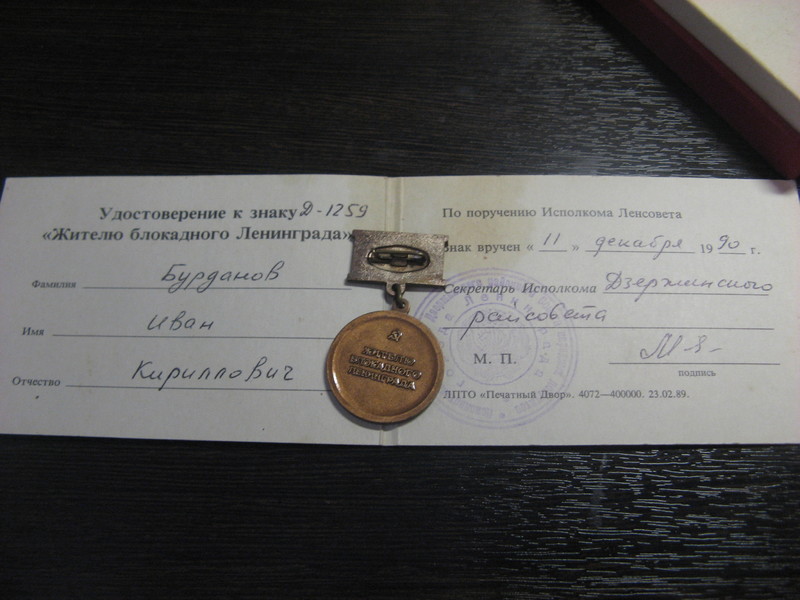 Удостоверение к знаку Д-1259
«Жителю блокадного Ленинграда»
Фамилия Бурданов
Имя Иван
Отчество Кириллович
По поручению Исполкома Ленсовета
Знак вручен « 11 » декабря 1990 г.
Секретарь Исполкома Дзержинского
райсовета
М. П.
подпись
ЛПТО «Печатный Двор». 4072—400000. 23.02.89.
ЖИТЕЛЮ
БЛОКАДНОГО
ЛЕНИНГРАДА